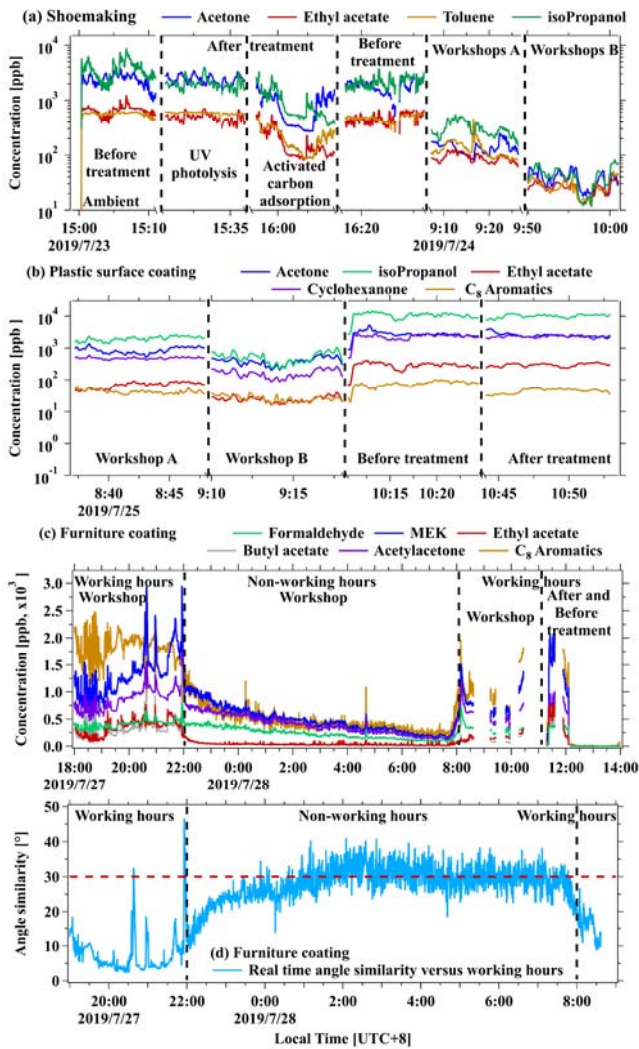 (a) Shoemaking
Acetone Ethyl acetate Toluene isoPropanol
After treatment
Before treatment
Workshops A
Workshops B
Concentration [ppb]
10^4
10^3
10^2
10^1
Before treatment
UV photolysis
Activated carbon adsorption
Ambient
15:00 15:10 15:35 16:00 16:20 9:10 9:20 9:50 10:00
2019/7/23 2019/7/24
(b) Plastic surface coating
Acetone isoPropanol Ethyl acetate
Cyclohexanone C8 Aromatics
Concentration [ppb ]
10^4
10^3
10^2
10^1
10^0
10^-1
Workshop A Workshop B Before treatment After treatment
8:40 8:45 9:10 9:15 10:15 10:20 10:45 10:50
2019/7/25
(c) Furniture coating
Formaldehyde MEK Ethyl acetate
Butyl acetate Acetylacetone C8 Aromatics
Concentration [ppb, x10^3]
3.0
2.5
2.0
1.5
1.0
0.5
0.0
Working hours
Workshop
Non-working hours
Workshop
Working hours
Workshop
After and
Before
treatment
18:00 20:00 22:00 0:00 2:00 4:00 6:00 8:00 10:00 12:00 14:00
2019/7/27 2019/7/28
Angle similarity [°]
50
40
30
20
10
0
Working hours Non-working hours Working hours
(d) Furniture coating
Real time angle similarity versus working hours
20:00 22:00 0:00 2:00 4:00 6:00 8:00
2019/7/27 2019/7/28
Local Time [UTC+8]